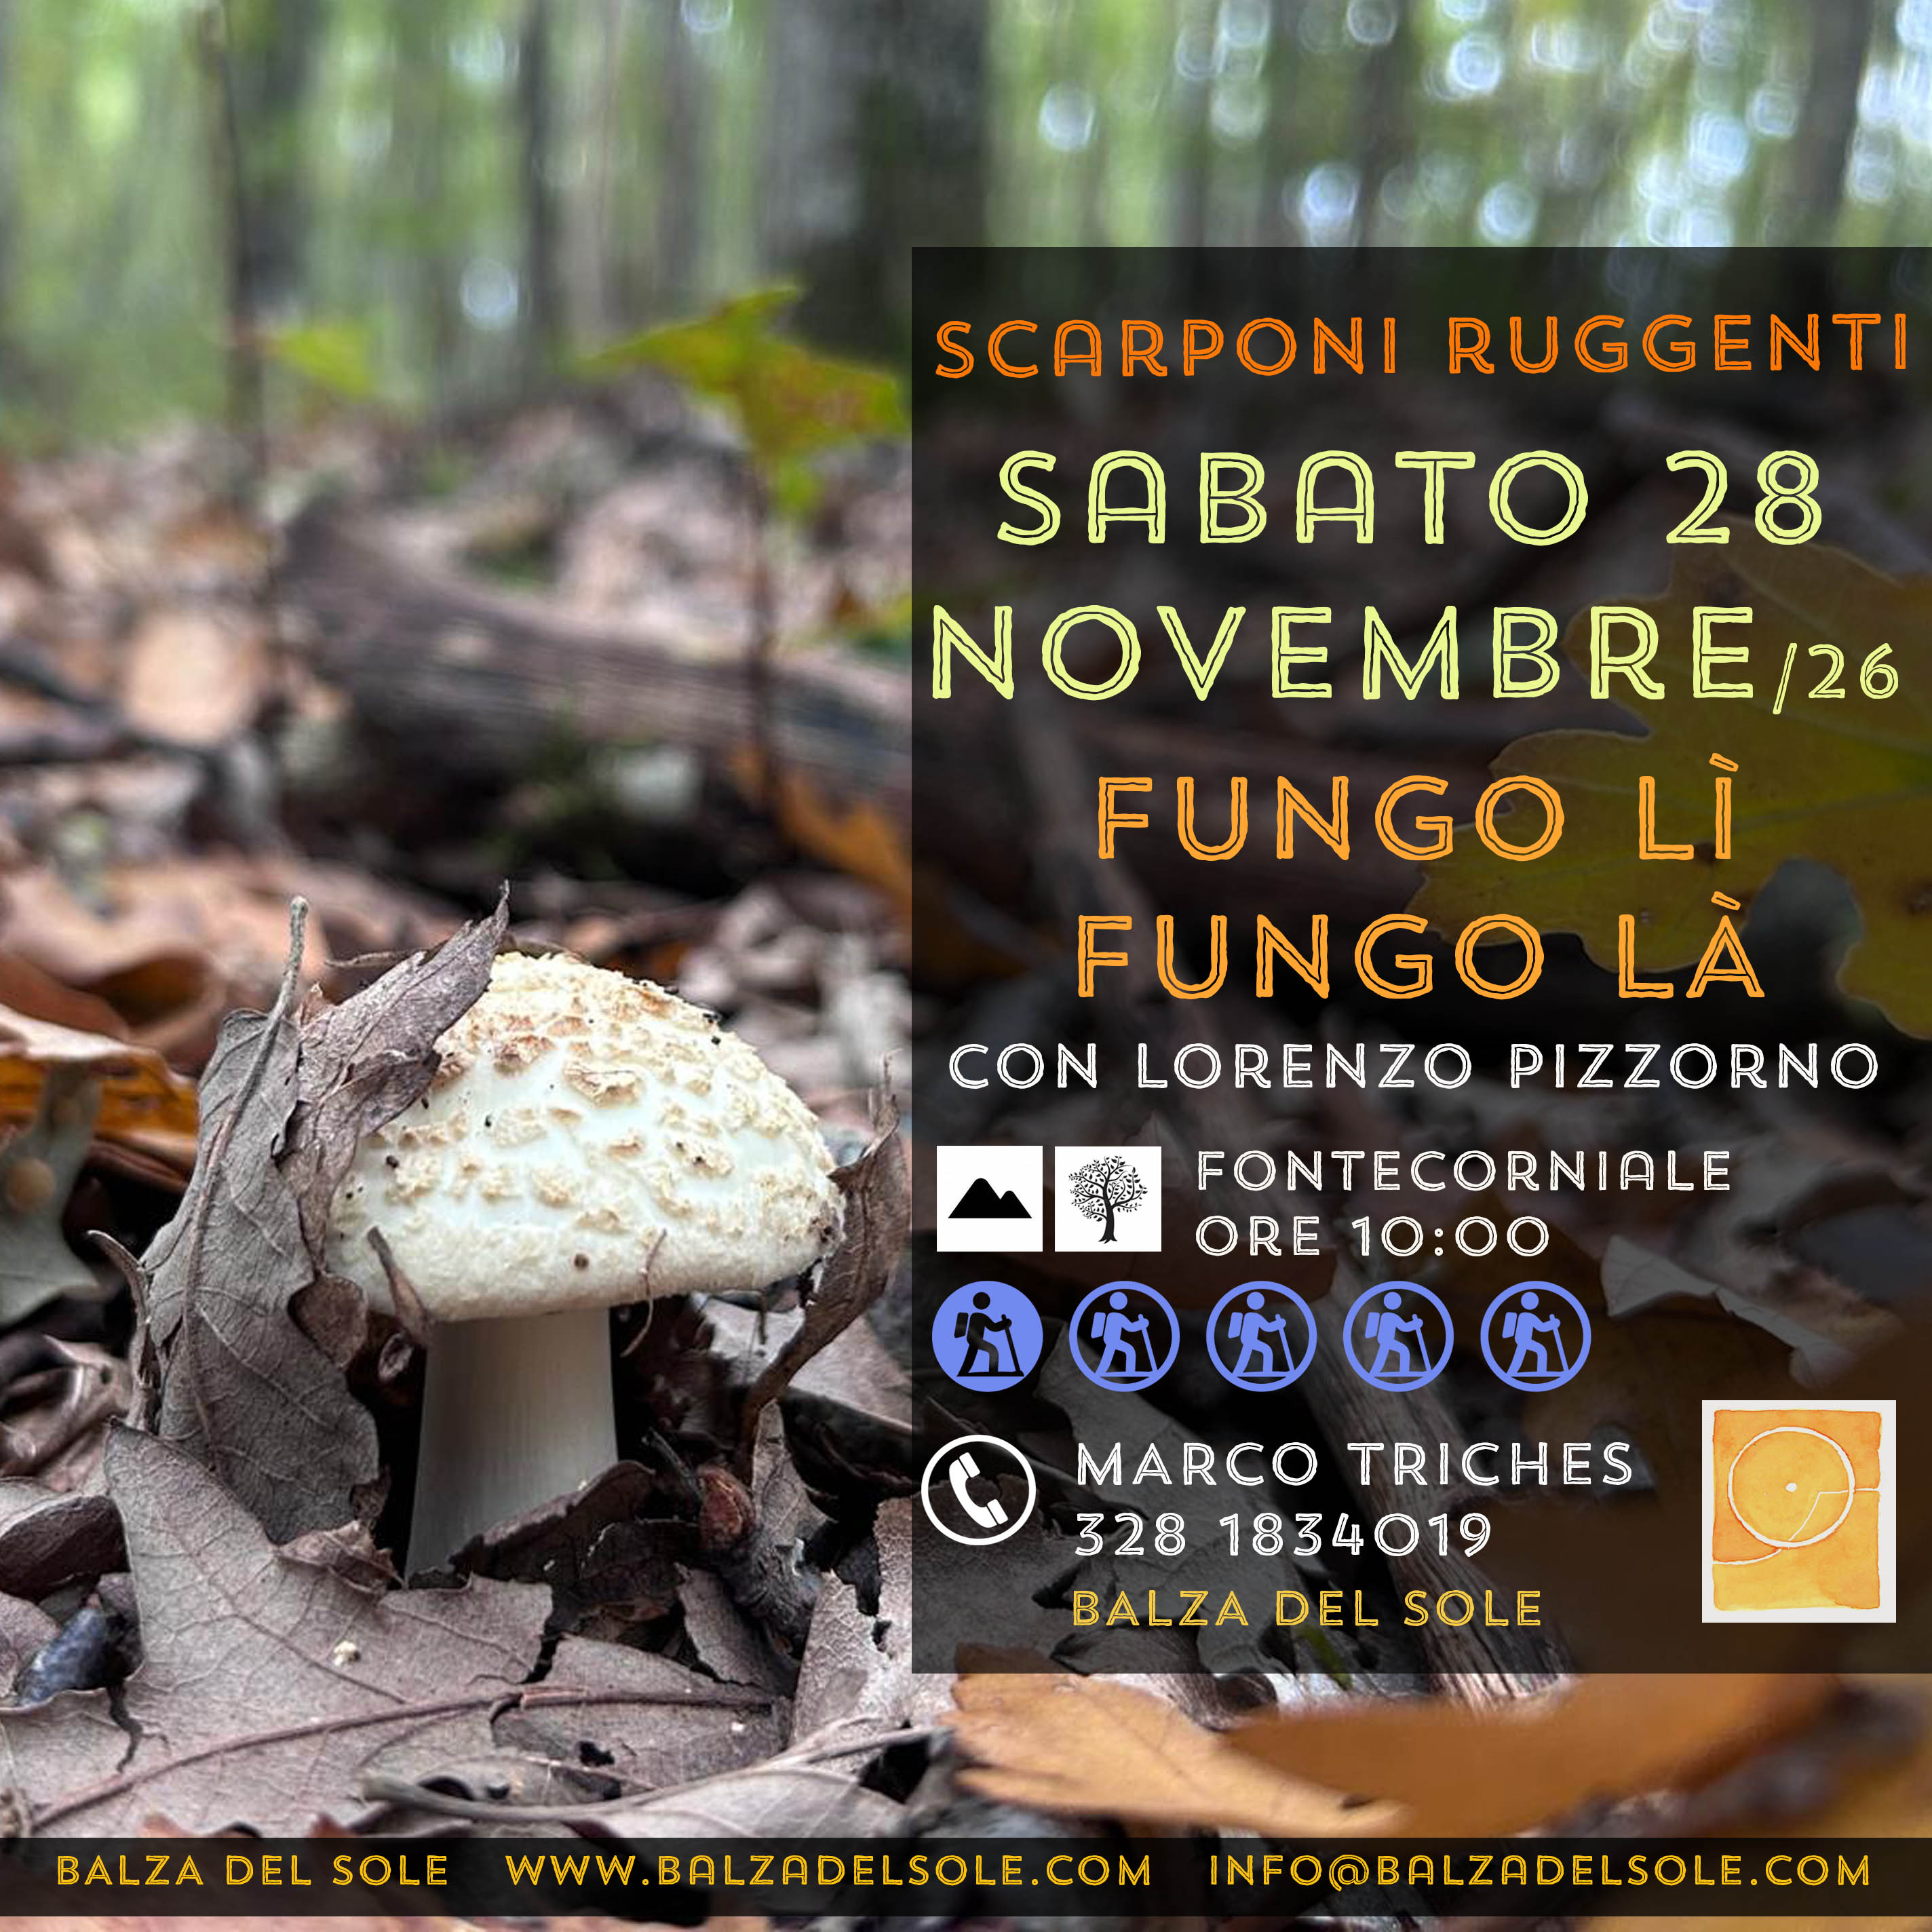 SCARPONI RUGGENTI
SABATO 28
NOVEMBRE/26
FUNGO LÌ
FUNGO LÀ
CON LORENZO PIZZORNO
FONTECORNIALE
ORE 10:00
MARCO TRICHES
328 1834019
BALZA DEL SOLE
BALZA DEL SOLE WWW.BALZADELSOLE.COM INFO@BALZADELSOLE.COM